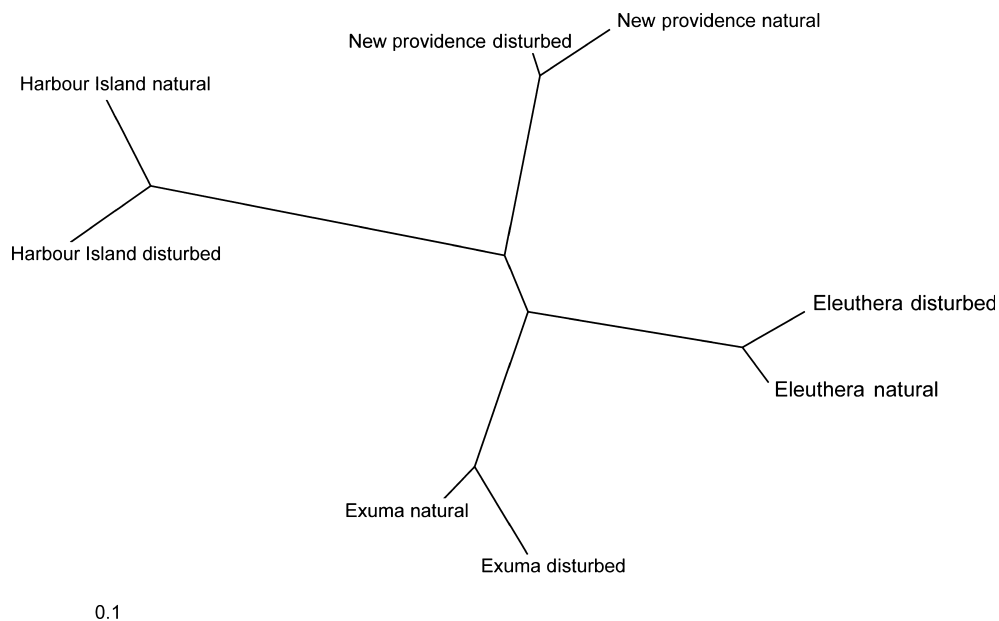 New providence natural
New providence disturbed
Harbour Island natural
Harbour Island disturbed
Eleuthera disturbed
Eleuthera natural
Exuma natural
Exuma disturbed
0.1